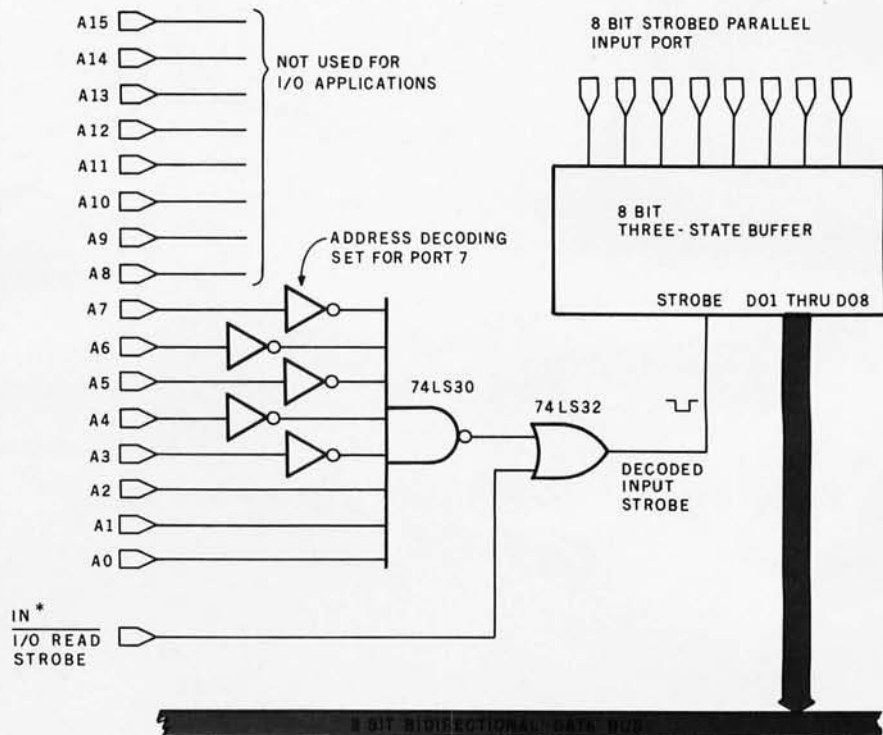 A15
A14
A13
A12
A11
A10
A9
A8
A7
A6
A5
A4
A3
A2
A1
A0
NOT USED FOR
I/O APPLICATIONS
8 BIT STROBED PARALLEL
INPUT PORT
ADDRESS DECODING
SET FOR PORT 7
8 BIT
THREE-STATE BUFFER
STROBE DO1 THRU DO8
74LS30
74LS32
DECODED
INPUT
STROBE
IN*
I/O READ
STROBE
8 BIT BIDIRECTIONAL DATA BUS